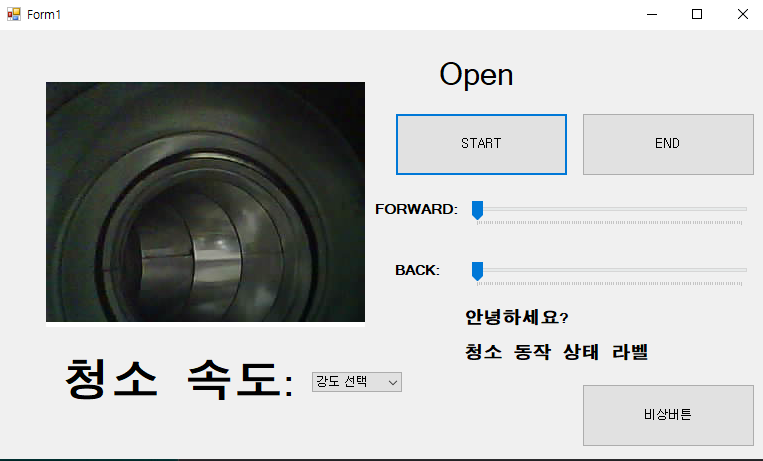 Form1
Open
START
END
FORWARD:
BACK:
안녕하세요?
청소 동작 상태 라벨
청소 속도:
강도 선택
비상버튼